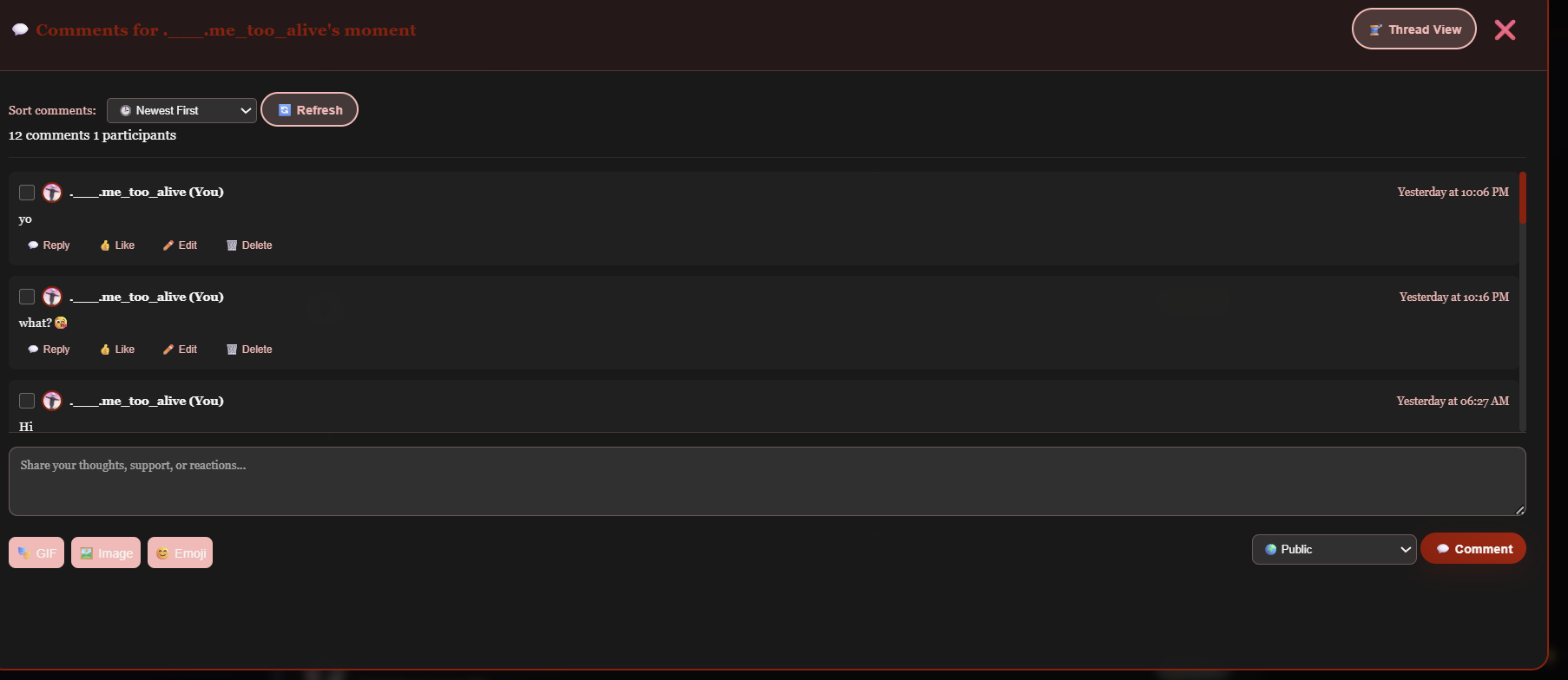 💬 Comments for .____.me_too_alive's moment
🧵 Thread View ❌
Sort comments: 🕒 Newest First 🔄 Refresh
12 comments 1 participants
.____.me_too_alive (You) Yesterday at 10:06 PM
yo
💬 Reply 👍 Like ✏️ Edit 🗑️ Delete
.____.me_too_alive (You) Yesterday at 10:16 PM
what? 😘
💬 Reply 👍 Like ✏️ Edit 🗑️ Delete
.____.me_too_alive (You) Yesterday at 06:27 AM
Hi
Share your thoughts, support, or reactions...
GIF 🖼️ Image 😊 Emoji 🌍 Public 💬 Comment